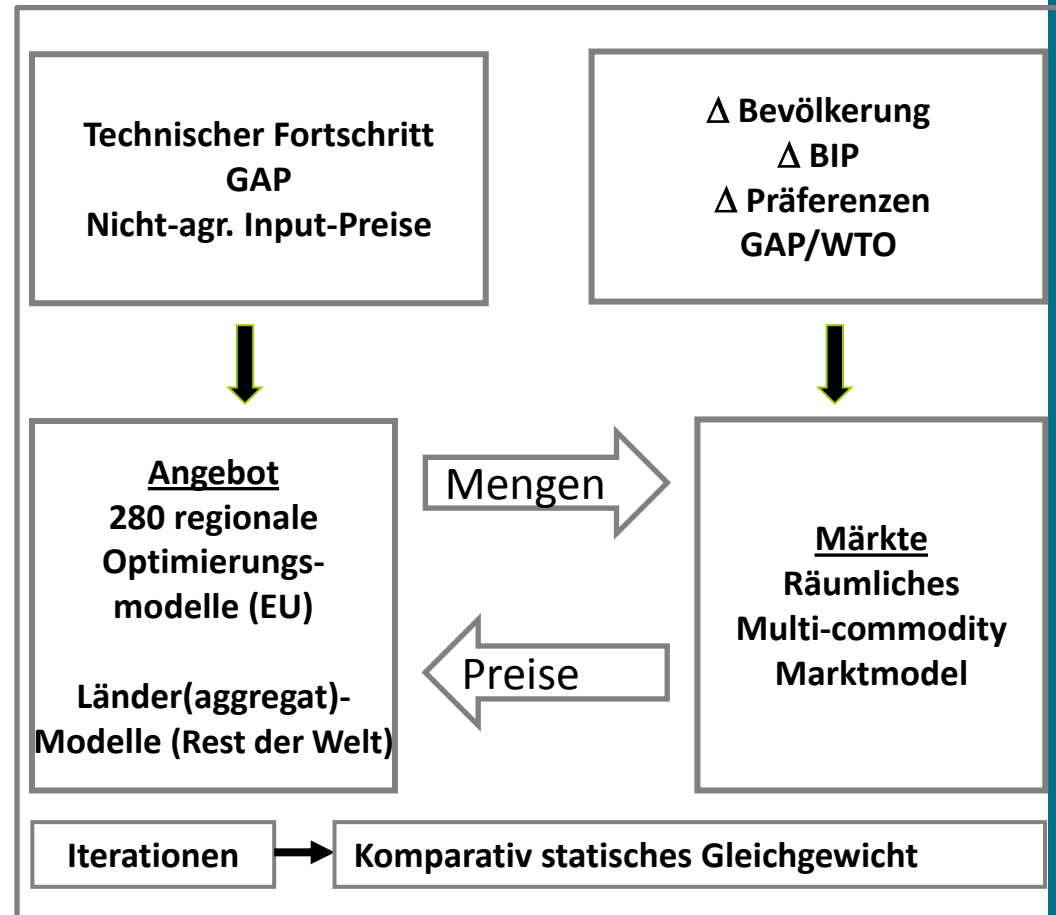 Technischer Fortschritt
GAP
Nicht-agr. Input-Preise
Δ Bevölkerung
Δ BIP
Δ Präferenzen
GAP/WTO
Angebot
280 regionale
Optimierungs-
modelle (EU)
Länder(aggregat)-
Modelle (Rest der Welt)
Mengen
Preise
Märkte
Räumliches
Multi-commodity
Marktmodel
Iterationen
Komparativ statisches Gleichgewicht